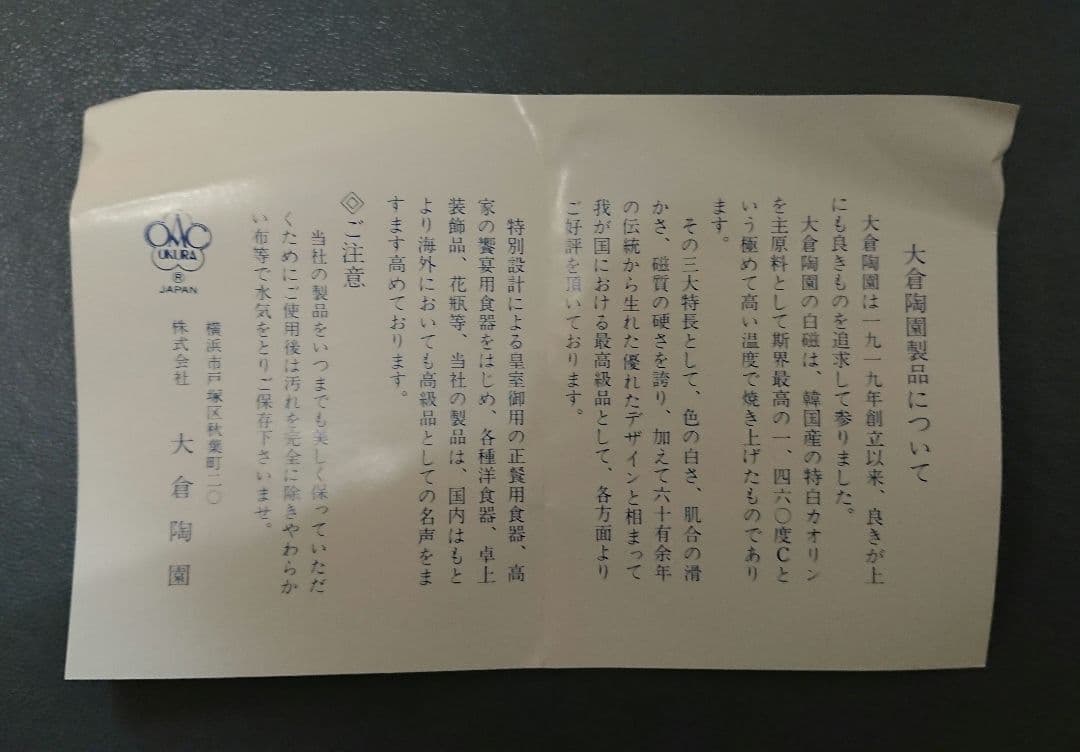 大倉陶園製品について
大倉陶園は一九一九年創立以来、良きが上
にも良きものを追求して参りました。
大倉陶園の白磁は、韓国産の特白カオリン
を主原料として斯界最高の一、四六〇度Cと
いう極めて高い温度で焼き上げたものであり
ます。
その三大特長として、色の白さ、肌合の滑
かさ、磁質の硬さを誇り、加えて六十有余年
の伝統から生れた優れたデザインと相まって
我が国における最高級品として、各方面より
ご好評を頂いております。
特別設計による皇室御用の正餐用食器、高
家の饗宴用食器をはじめ、各種洋食器、卓上
装飾品、花瓶等、当社の製品は、国内はもと
より海外においても高級品としての名声をま
すます高めております。
◈ご注意
当社の製品をいつまでも美しく保っていただ
くためにご使用後は汚れを完全に除きやわらか
い布等で水気をとりご保存下さいませ。
横浜市戸塚区秋葉町二〇
株式会社 大倉陶園
OAC
OKURA
®
JAPAN